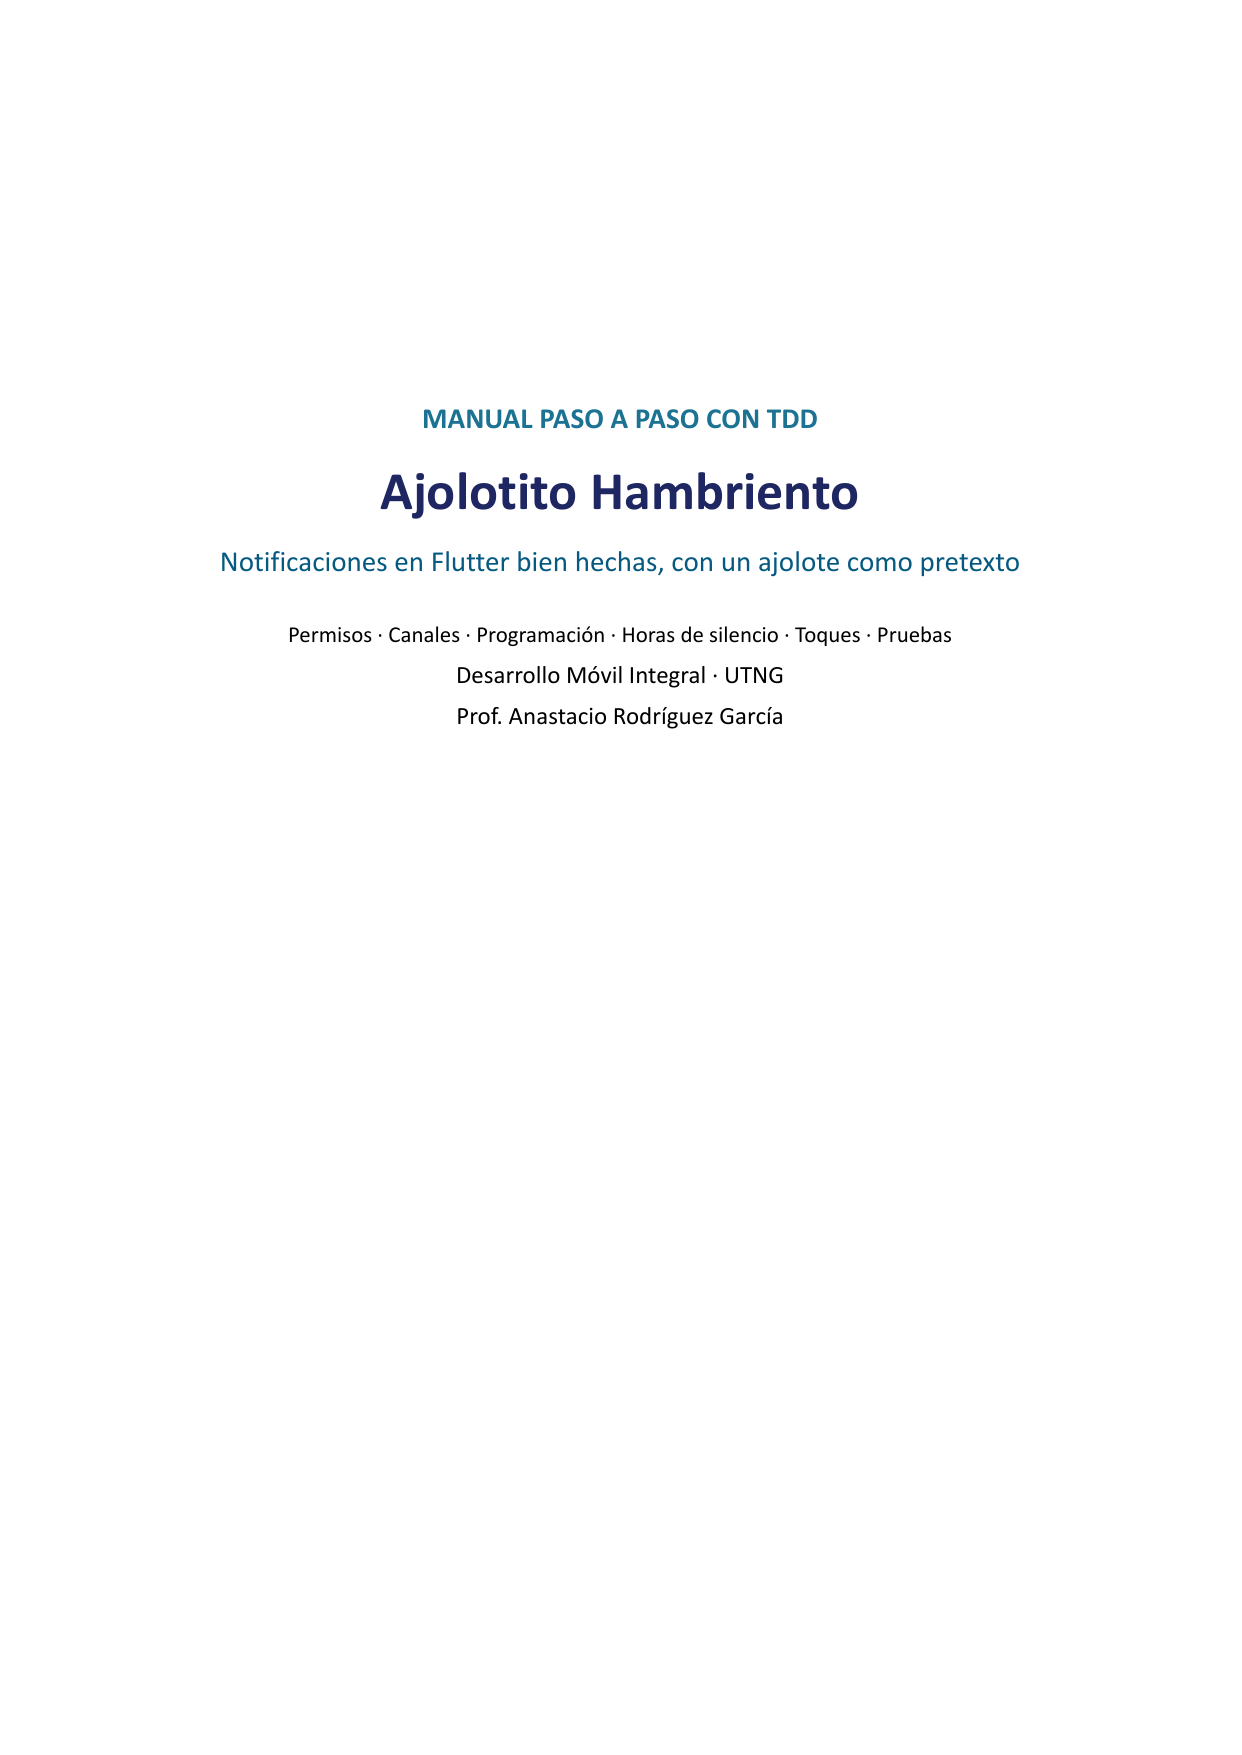 MANUAL PASO A PASO CON TDD
Ajolotito Hambriento
Notificaciones en Flutter bien hechas, con un ajolote como pretexto
Permisos · Canales · Programación · Horas de silencio · Toques · Pruebas
Desarrollo Móvil Integral · UTNG
Prof. Anastacio Rodríguez García